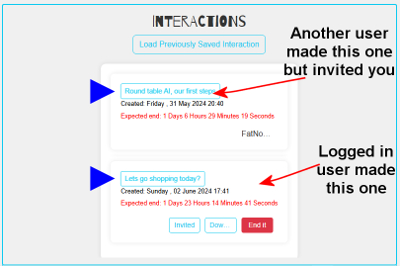 INTERACTIONS
Load Previously Saved Interaction
Another user
made this one
but invited you
Round table AI, our first steps
Created: Friday , 31 May 2024 20:40
Expected end: 1 Days 6 Hours 29 Minutes 19 Seconds
FatNo...
Logged in
user made
this one
Lets go shopping today?
Created: Sunday , 02 June 2024 17:41
Expected end: 1 Days 23 Hours 14 Minutes 41 Seconds
Invited
Dow...
End it